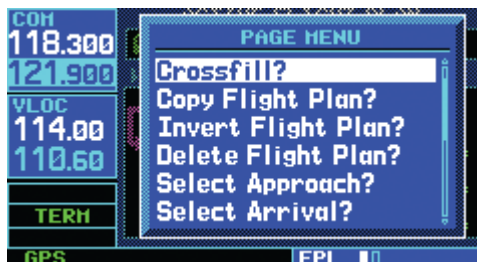 COM
118.300
121.900
VLOC
114.00
110.60
TERM
GPS
PAGE MENU
Crossfill?
Copy Flight Plan?
Invert Flight Plan?
Delete Flight Plan?
Select Approach?
Select Arrival?
FPL